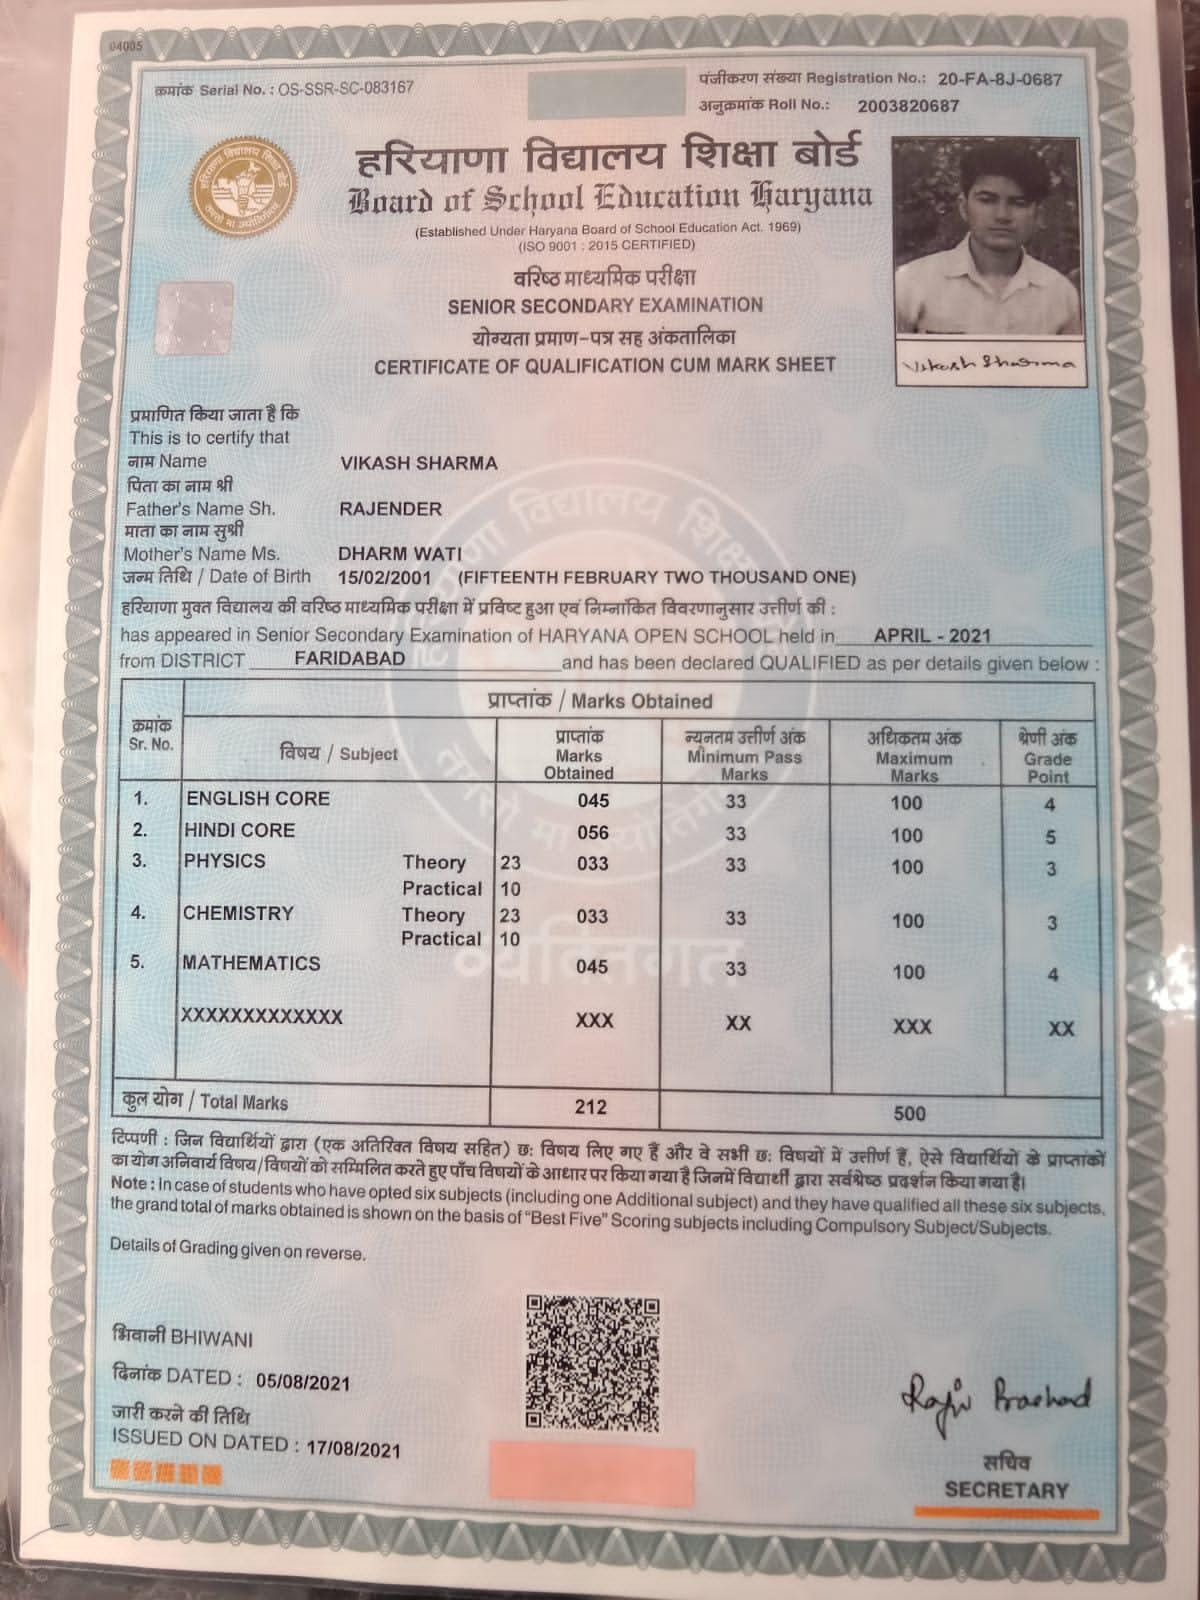 04005
क्रमांक Serial No. : OS-SSR-SC-083167
पंजीकरण संख्या Registration No.: 20-FA-8J-0687
अनुक्रमांक Roll No.: 2003820687
हरियाणा विद्यालय शिक्षा बोर्ड
Board of School Education Haryana
(Established Under Haryana Board of School Education Act. 1969)
(ISO 9001 : 2015 CERTIFIED)
वरिष्ठ माध्यमिक परीक्षा
SENIOR SECONDARY EXAMINATION
योग्यता प्रमाण-पत्र सह अंकतालिका
CERTIFICATE OF QUALIFICATION CUM MARK SHEET
Vikash Sharma
प्रमाणित किया जाता है कि
This is to certify that
नाम Name VIKASH SHARMA
पिता का नाम श्री
Father's Name Sh. RAJENDER
माता का नाम सुश्री
Mother's Name Ms. DHARM WATI
जन्म तिथि / Date of Birth 15/02/2001 (FIFTEENTH FEBRUARY TWO THOUSAND ONE)
हरियाणा मुक्त विद्यालय की वरिष्ठ माध्यमिक परीक्षा में प्रविष्ट हुआ एवं निम्नांकित विवरणानुसार उत्तीर्ण की :
has appeared in Senior Secondary Examination of HARYANA OPEN SCHOOL held in APRIL - 2021
from DISTRICT FARIDABAD and has been declared QUALIFIED as per details given below :
प्राप्तांक / Marks Obtained
क्रमांक Sr. No. विषय / Subject प्राप्तांक Marks Obtained न्यनतम उत्तीर्ण अंक Minimum Pass Marks अधिकतम अंक Maximum Marks श्रेणी अंक Grade Point
1. ENGLISH CORE 045 33 100 4
2. HINDI CORE 056 33 100 5
3. PHYSICS Theory 23 033 33 100 3
Practical 10
4. CHEMISTRY Theory 23 033 33 100 3
Practical 10
5. MATHEMATICS 045 33 100 4
XXXXXXXXXXXXX XXX XX XXX XX
कुल योग / Total Marks 212 500
व्यक्तिगत
टिप्पणी : जिन विद्यार्थियों द्वारा (एक अतिरिक्त विषय सहित) छः विषय लिए गए हैं और वे सभी छः विषयों में उत्तीर्ण हैं, ऐसे विद्यार्थियों के प्राप्तांकों
का योग अनिवार्य विषय/विषयों को सम्मिलित करते हुए पाँच विषयों के आधार पर किया गया है जिनमें विद्यार्थी द्वारा सर्वश्रेष्ठ प्रदर्शन किया गया है।
Note : In case of students who have opted six subjects (including one Additional subject) and they have qualified all these six subjects,
the grand total of marks obtained is shown on the basis of "Best Five" Scoring subjects including Compulsory Subject/Subjects.
Details of Grading given on reverse.
भिवानी BHIWANI
दिनांक DATED : 05/08/2021
जारी करने की तिथि
ISSUED ON DATED : 17/08/2021
Rajiv Prashad
सचिव
SECRETARY